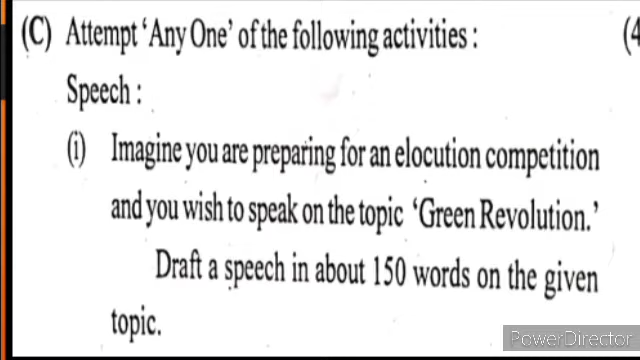 (C) Attempt ‘Any One’ of the following activities : (4
Speech :
(i) Imagine you are preparing for an elocution competition
and you wish to speak on the topic ‘Green Revolution.’
Draft a speech in about 150 words on the given
topic.
PowerDirector